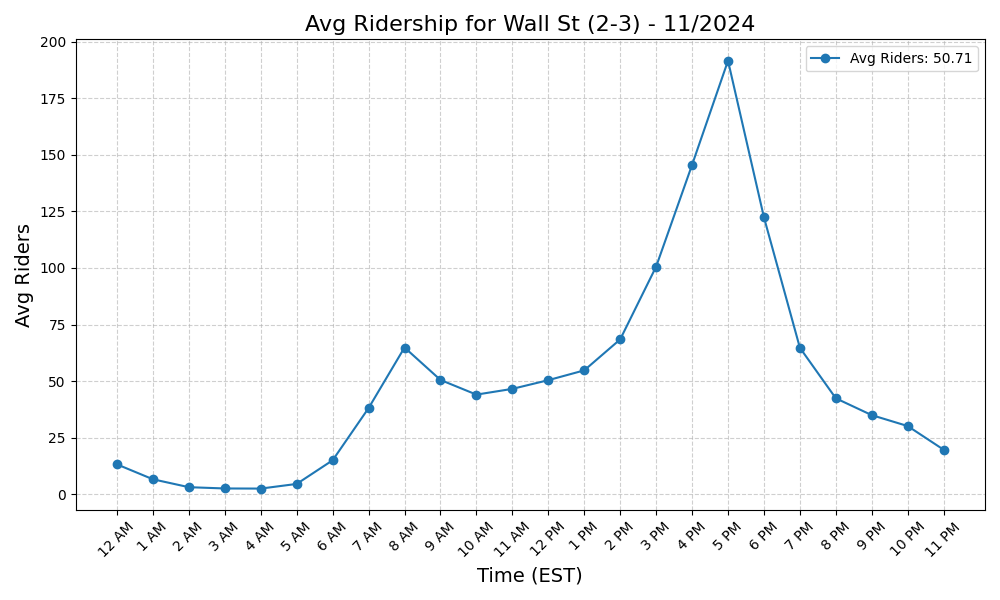 Avg Ridership for Wall St (2-3) - 11/2024
Avg Riders: 50.71
Avg Riders
200
175
150
125
100
75
50
25
0
12 AM
1 AM
2 AM
3 AM
4 AM
5 AM
6 AM
7 AM
8 AM
9 AM
10 AM
11 AM
12 PM
1 PM
2 PM
3 PM
4 PM
5 PM
6 PM
7 PM
8 PM
9 PM
10 PM
11 PM
Time (EST)